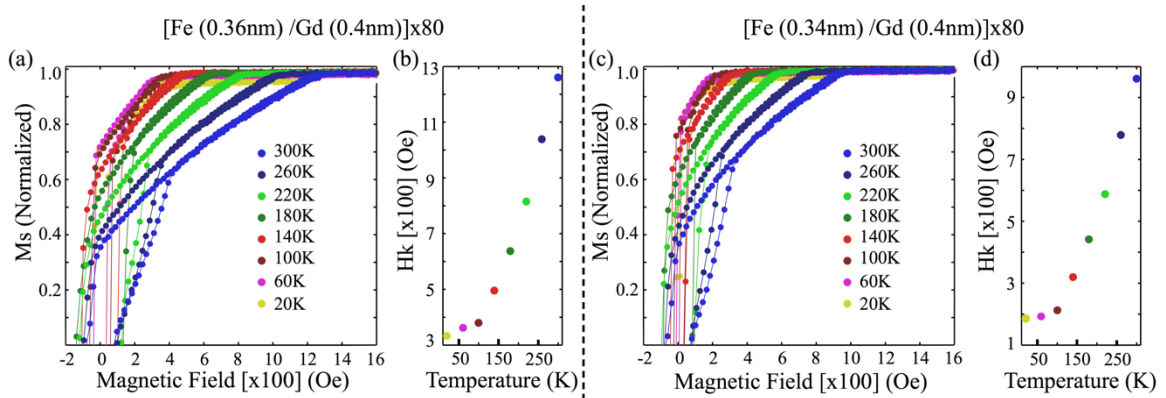 [Fe (0.36nm) /Gd (0.4nm)]x80
[Fe (0.34nm) /Gd (0.4nm)]x80
(a)
Ms (Normalized)
1.0
0.8
0.6
0.4
0.2
300K
260K
220K
180K
140K
100K
60K
20K
-2 0 2 4 6 8 10 12 14 16
Magnetic Field [x100] (Oe)
(b)
Hk [x100] (Oe)
13
11
9
7
5
3
50 150 250
Temperature (K)
(c)
Ms (Normalized)
1.0
0.8
0.6
0.4
0.2
300K
260K
220K
180K
140K
100K
60K
20K
-2 0 2 4 6 8 10 12 14 16
Magnetic Field [x100] (Oe)
(d)
Hk [x100] (Oe)
9
7
5
3
1
50 150 250
Temperature (K)